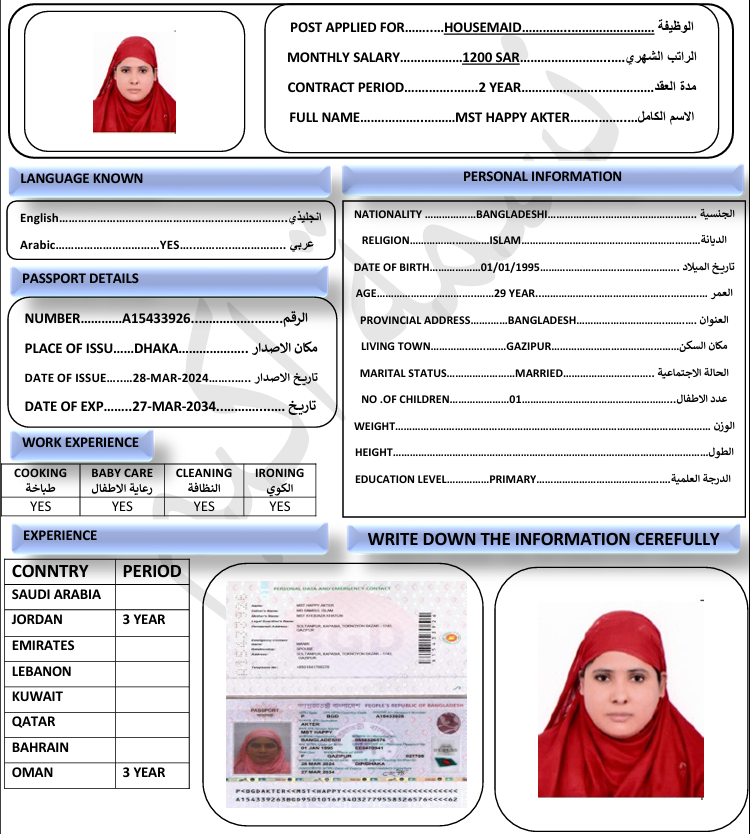 POST APPLIED FOR..........HOUSEMAID.................................... الوظيفة
MONTHLY SALARY..................1200 SAR..............................الراتب الشهري
CONTRACT PERIOD......................2 YEAR...................................مدة العقد
FULL NAME............................MST HAPPY AKTER....................الاسم الكامل
LANGUAGE KNOWN
English.......................................................................انجليذي
Arabic.................................YES.................................. عربي
PASSPORT DETAILS
NUMBER............A15433926.........................الرقم
PLACE OF ISSU......DHAKA..................... مكان الاصدار
DATE OF ISSUE.......28-MAR-2024............ تاريخ الاصدار
DATE OF EXP........27-MAR-2034.................... تاريخ
WORK EXPERIENCE
COOKING BABY CARE CLEANING IRONING
طباخة رعاية الاطفال النظافة الكوي
YES YES YES YES
PERSONAL INFORMATION
NATIONALITY .................BANGLADESHI............................................... الجنسية
RELIGION........................ISLAM.....................................................الديانة
DATE OF BIRTH................01/01/1995............................................ تاريخ الميلاد
AGE.....................................29 YEAR......................................................العمر
PROVINCIAL ADDRESS............BANGLADESH...................................... العنوان
LIVING TOWN............................GAZIPUR......................................مكان السكن
MARITAL STATUS......................MARRIED............................ الحالة الاجتماعية
NO .OF CHILDREN....................01..............................................عدد الاطفال
WEIGHT................................................................................................ الوزن
HEIGHT.................................................................................................الطول
EDUCATION LEVEL..............PRIMARY...........................................الدرجة العلمية
EXPERIENCE
CONNTRY PERIOD
SAUDI ARABIA
JORDAN 3 YEAR
EMIRATES
LEBANON
KUWAIT
QATAR
BAHRAIN
OMAN 3 YEAR
WRITE DOWN THE INFORMATION CEREFULLY
PERSONAL DATA AND EMERGENCY CONTACT
MST HAPPY AKTER
GAZIPUR
SPOUSE
GAZIPUR
PASSPORT
PEOPLE'S REPUBLIC OF BANGLADESH
P BGD A15433926
AKTER
MST HAPPY
BANGLADESHI
01 JAN 1995
F GAZIPUR
28 MAR 2024
27 MAR 2034
P<BGDAKTER<<MST<HAPPY<<<<<<<<<<<<<<<<<<<<<<<